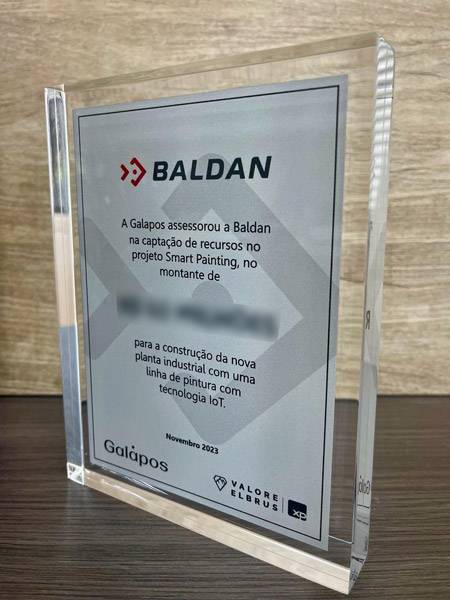 BALDAN
A Galapos assessorou a Baldan
na captação de recursos no
projeto Smart Painting, no
montante de
para a construção da nova
planta industrial com uma
linha de pintura com
tecnologia IoT.
Novembro 2023
Galápos
VALORE
ELBRUS
xp